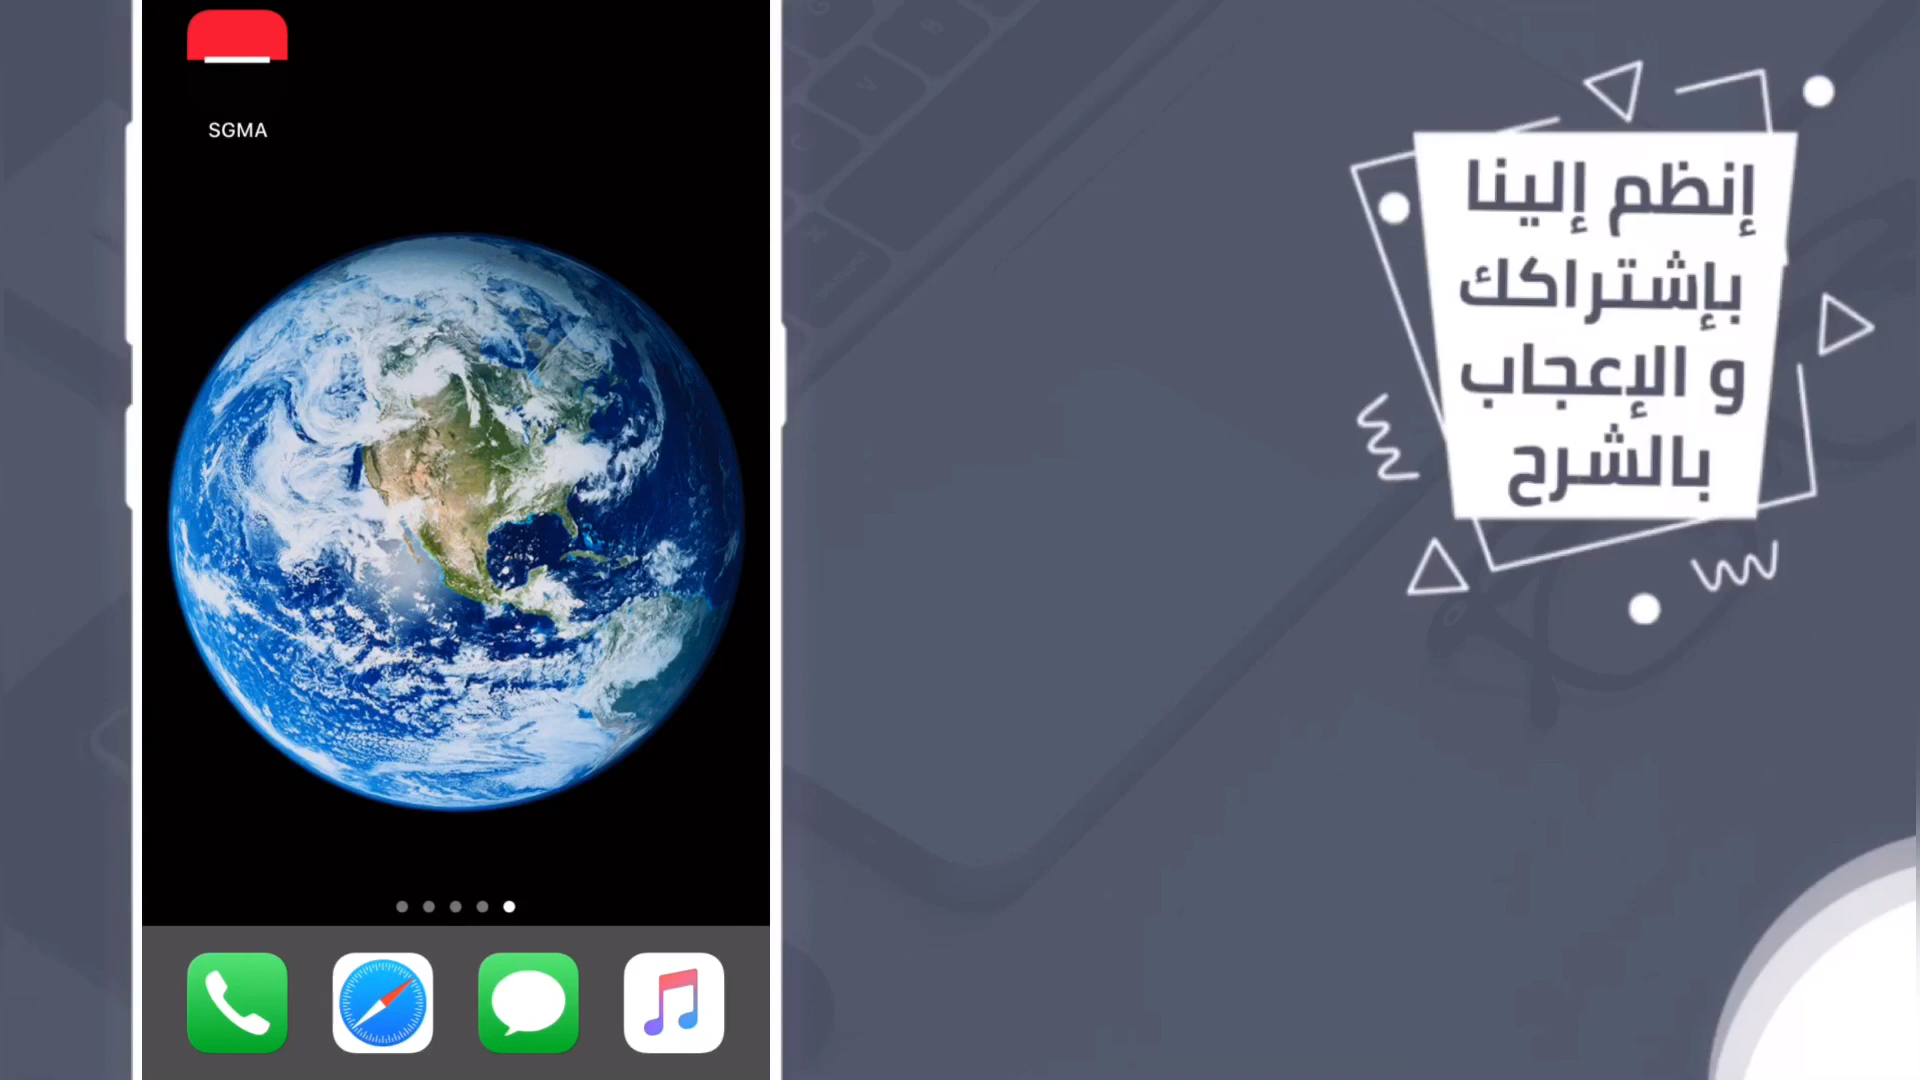 SGMA
إنظم إلينا
بإشتراكك
و الإعجاب
بالشرح